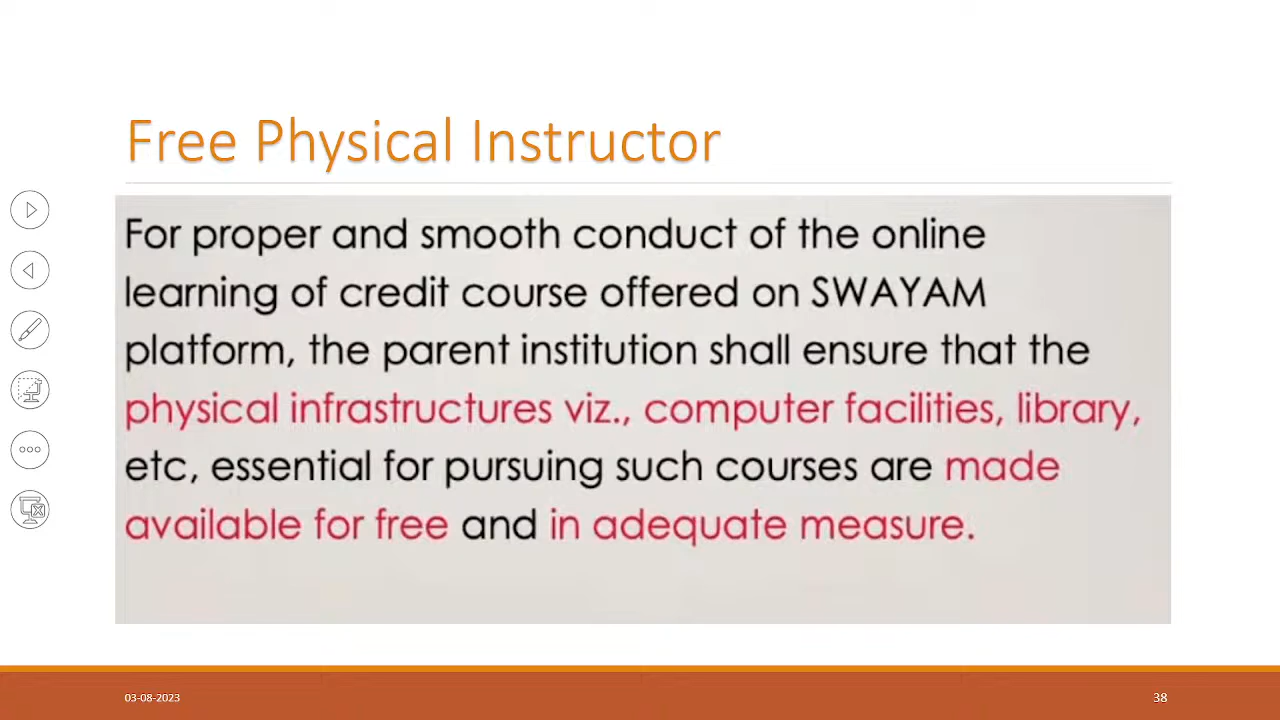 Free Physical Instructor
For proper and smooth conduct of the online
learning of credit course offered on SWAYAM
platform, the parent institution shall ensure that the
physical infrastructures viz., computer facilities, library,
etc, essential for pursuing such courses are made
available for free and in adequate measure.
03-08-2023
38